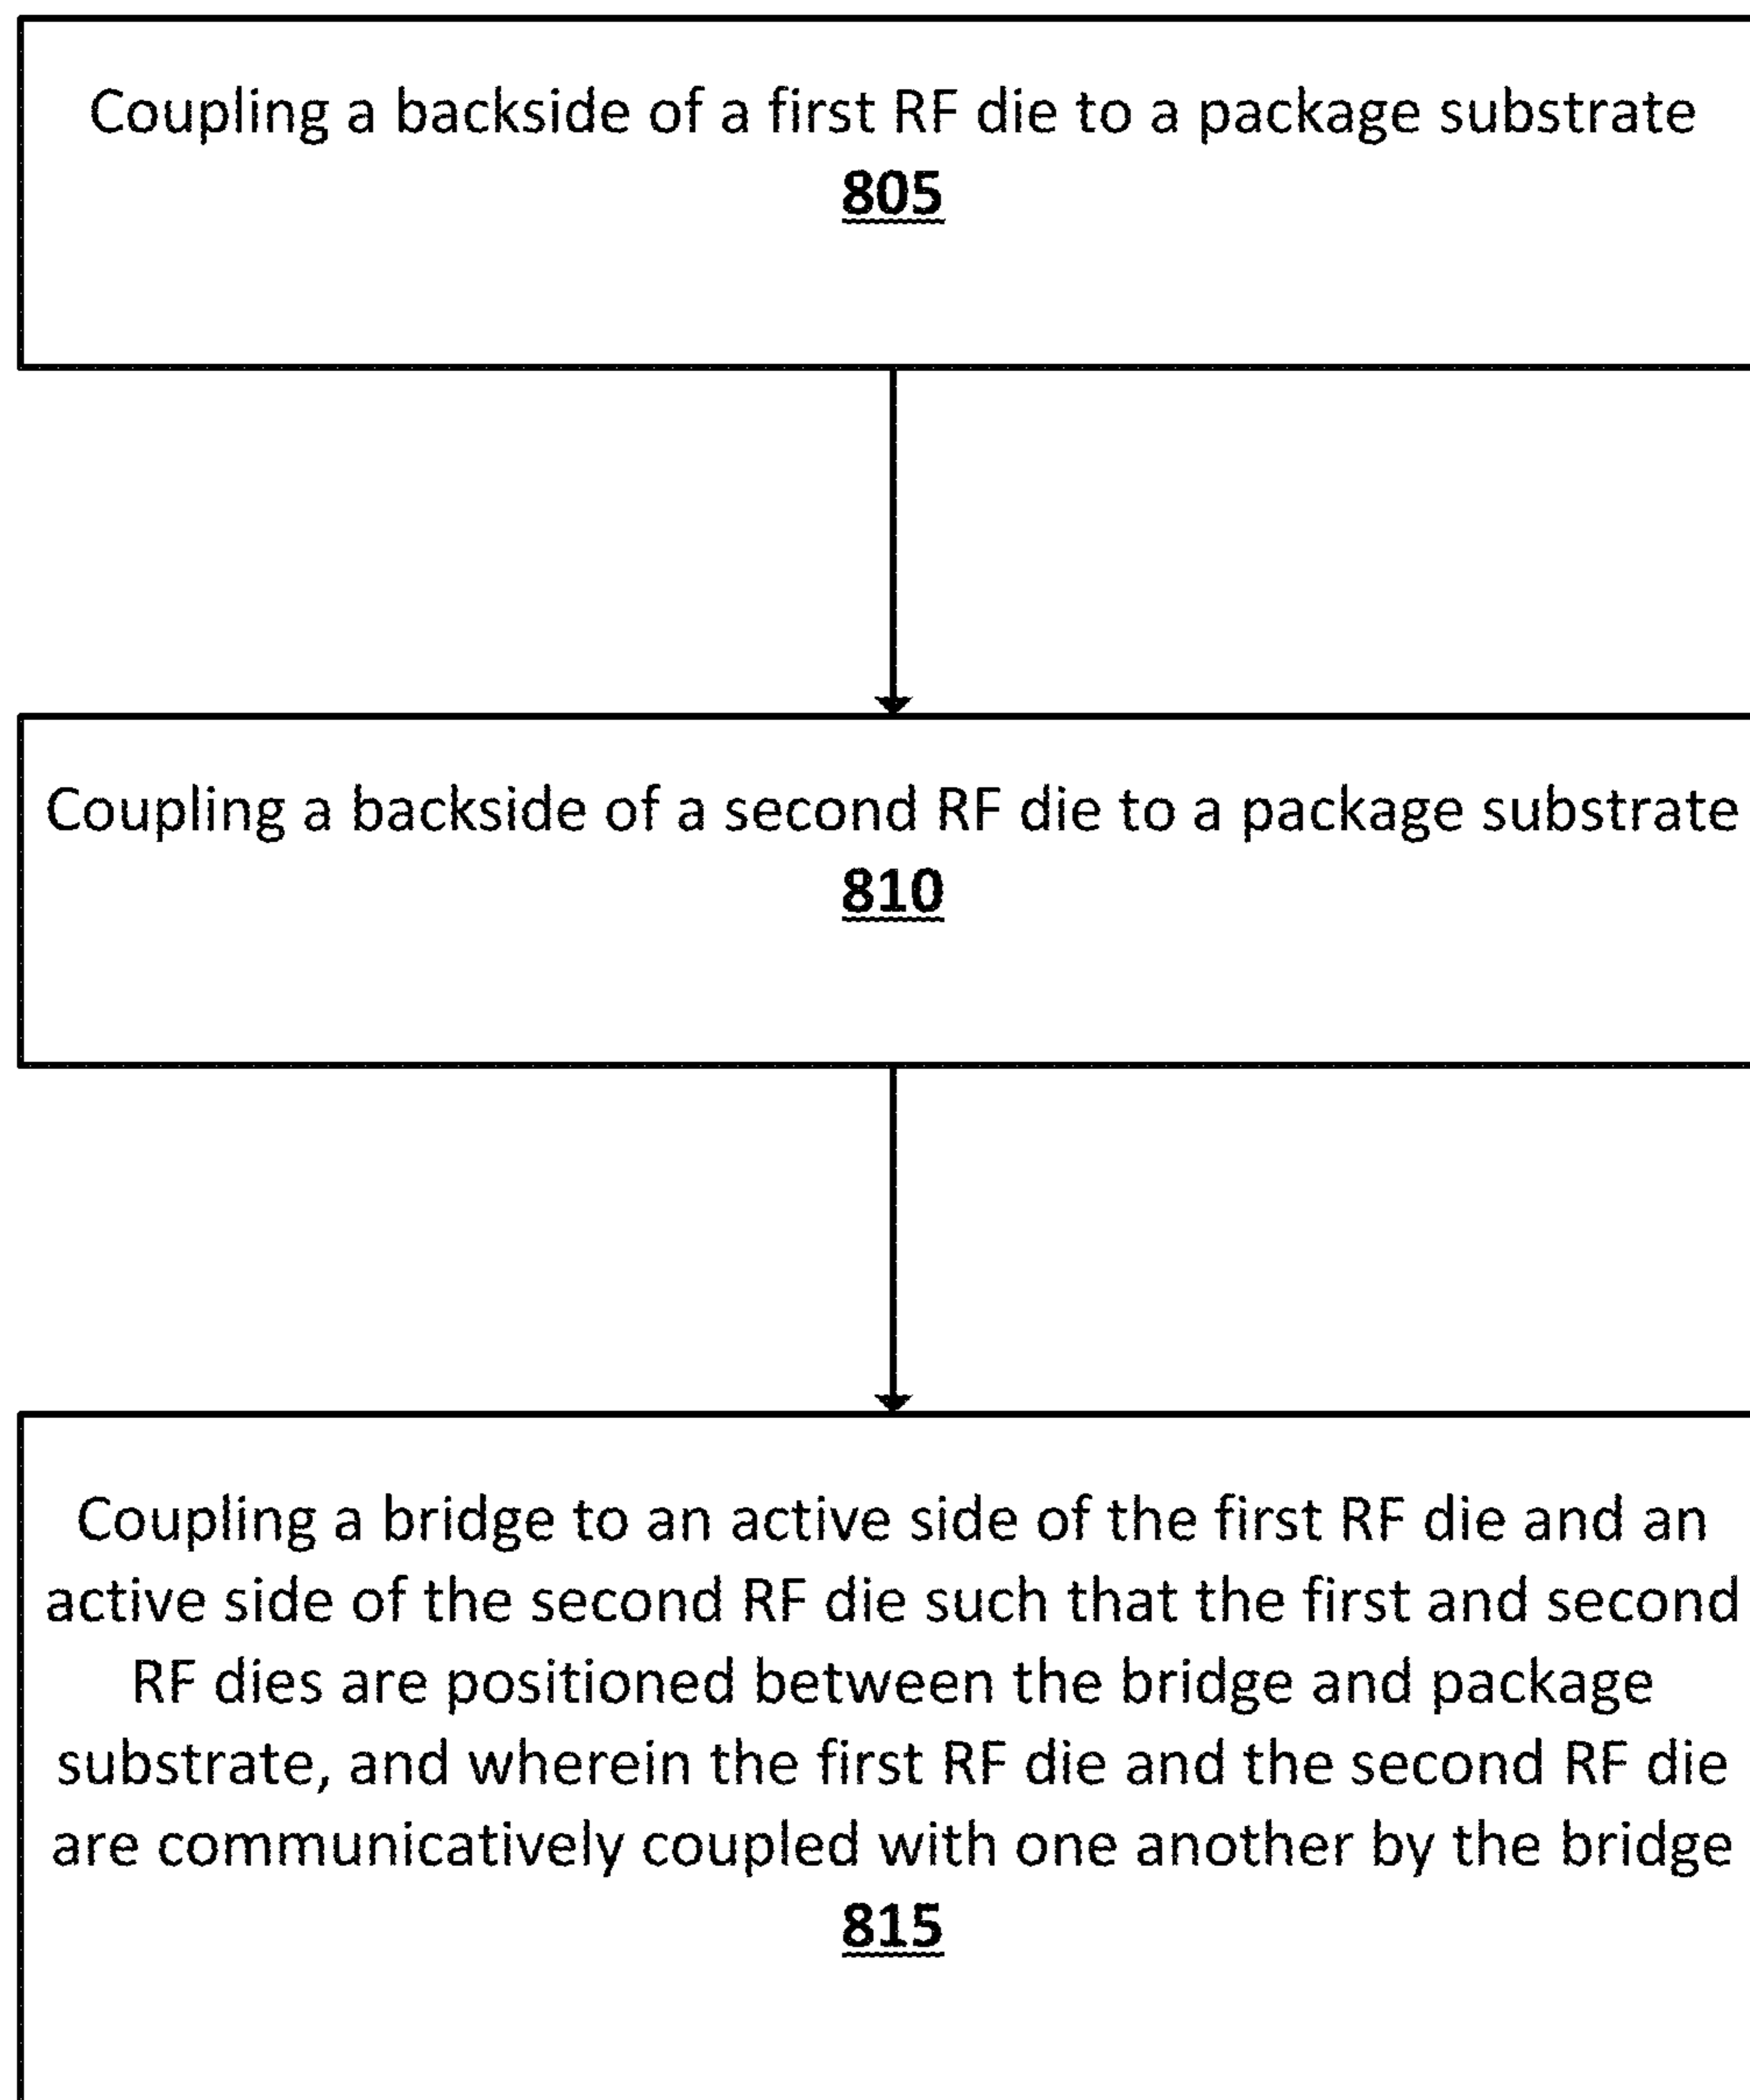 Coupling a backside of a first RF die to a package substrate
805
Coupling a backside of a second RF die to a package substrate
810
Coupling a bridge to an active side of the first RF die and an
active side of the second RF die such that the first and second
RF dies are positioned between the bridge and package
substrate, and wherein the first RF die and the second RF die
are communicatively coupled with one another by the bridge
815